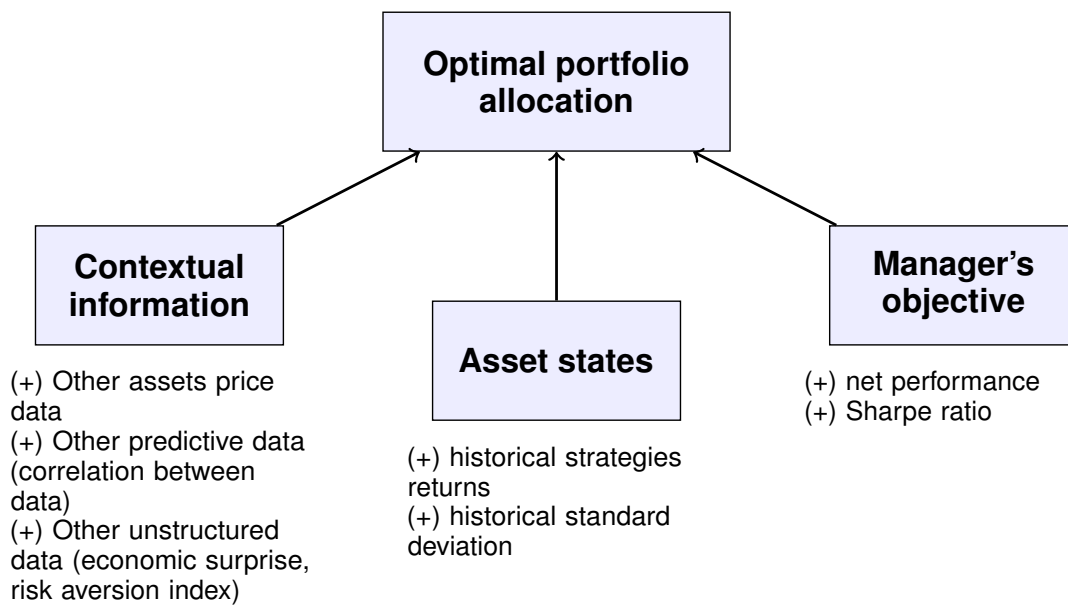 Optimal portfolio
allocation
Contextual
information
(+) Other assets price
data
(+) Other predictive data
(correlation between
data)
(+) Other unstructured
data (economic surprise,
risk aversion index)
Asset states
(+) historical strategies
returns
(+) historical standard
deviation
Manager’s
objective
(+) net performance
(+) Sharpe ratio